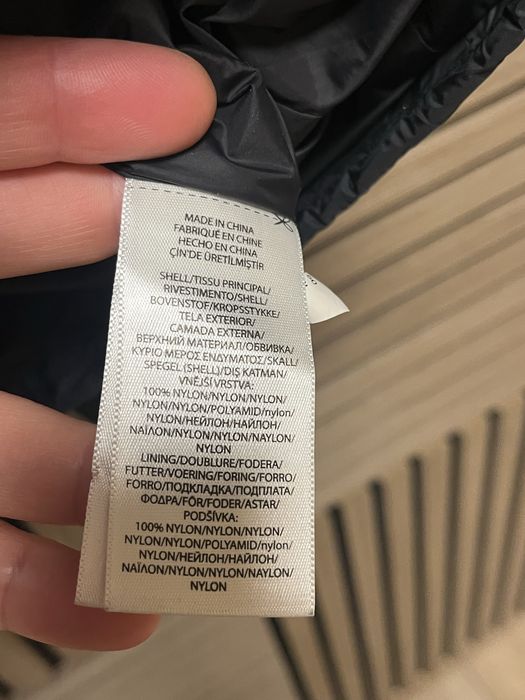 MADE IN CHINA
FABRIQUÉ EN CHINE
HECHO EN CHINA
ÇİN'DE ÜRETİLMİŞTİR
SHELL/TISSU PRINCIPAL/
RIVESTIMENTO/SHELL/
BOVENSTOF/KROPSSTYKKE/
TELA EXTERIOR/
CAMADA EXTERNA/
ВЕРХНИЙ МАТЕРИАЛ/ОБВИВКА/
ΚΥΡΙΟ ΜΕΡΟΣ ΕΝΔΥΜΑΤΟΣ/SKALL/
SPEGEL (SHELL)/DIŞ KATMAN/
VNĚJŠÍ VRSTVA:
100% NYLON/NYLON/NYLON/
NYLON/NYLON/POLYAMID/nylon/
NYLON/НЕЙЛОН/НАЙЛОН/
ΝΑΪΛΟΝ/NYLON/NYLON/NAYLON/
NYLON
LINING/DOUBLURE/FODERA/
FUTTER/VOERING/FORING/FORRO/
FORRO/ПОДКЛАДКА/ПОДПЛАТА/
ΦΟΔΡΑ/FÖR/FODER/ASTAR/
PODŠÍVKA:
100% NYLON/NYLON/NYLON/
NYLON/NYLON/POLYAMID/nylon/
NYLON/НЕЙЛОН/НАЙЛОН/
ΝΑΪΛΟΝ/NYLON/NYLON/NAYLON/
NYLON